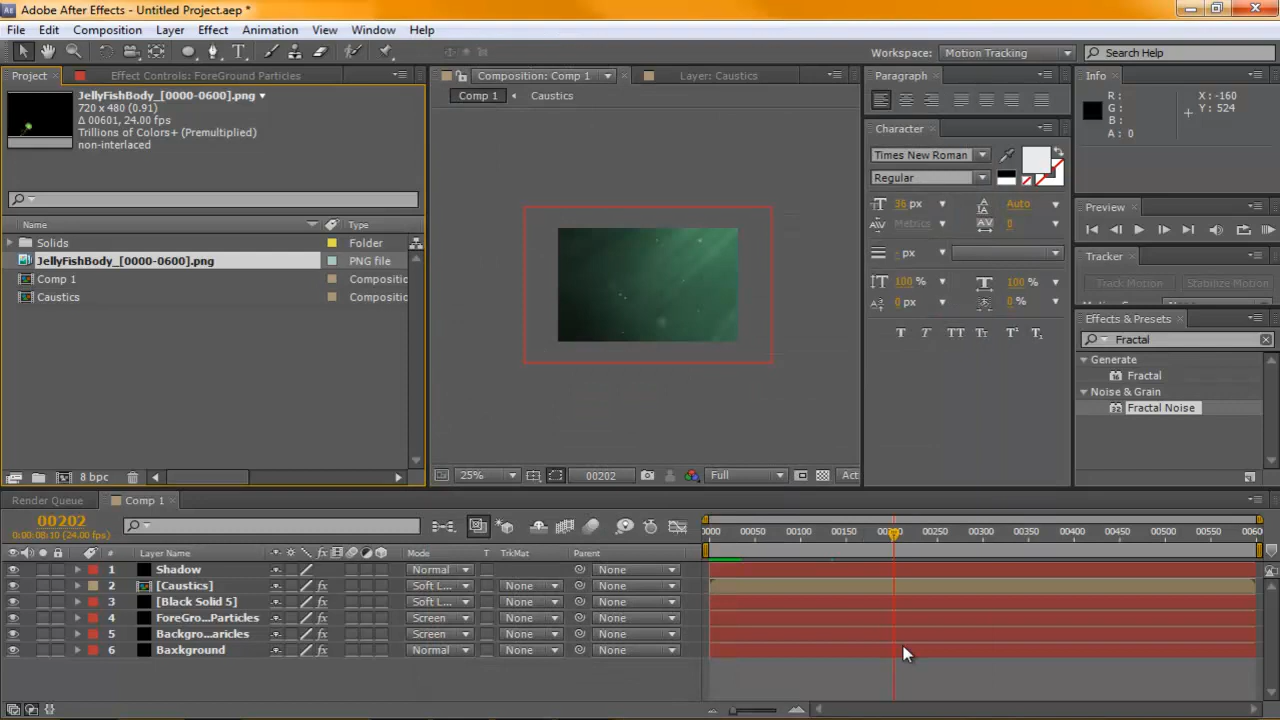 Adobe After Effects - Untitled Project.aep *
File Edit Composition Layer Effect Animation View Window Help
Workspace: Motion Tracking Search Help
Project Effect Controls: ForeGround Particles
JellyFishBody_[0000-0600].png
720 x 480 (0.91)
Δ 00601, 24.00 fps
Trillions of Colors+ (Premultiplied)
non-interlaced
Name Type
Solids Folder
JellyFishBody_[0000-0600].png PNG file
Comp 1 Compositic
Caustics Compositic
8 bpc
Composition: Comp 1 Layer: Caustics
Comp 1 Caustics
25% 00202 Full Act
Paragraph
Character
Times New Roman
Regular
36 px Auto
Metrics 0
px
100 % 100 %
0 px 0 %
T T TT Tt T¹ T₁
Info
R : X : -160
G : Y : 524
B :
A : 0
Preview
Tracker
Track Motion Stabilize Motion
Effects & Presets
Fractal
Generate
Fractal
Noise & Grain
Fractal Noise
Render Queue Comp 1
00202
0:00:08:10 (24.00 fps)
# Layer Name Mode T TrkMat Parent
1 Shadow Normal None
2 [Caustics] Soft L... None None
3 [Black Solid 5] Soft L... None None
4 ForeGro...Particles Screen None None
5 Backgro...aricles Screen None None
6 Baxkground Normal None None
0000 00050 00100 00150 00200 00250 00300 00350 00400 00450 00500 00550 0060